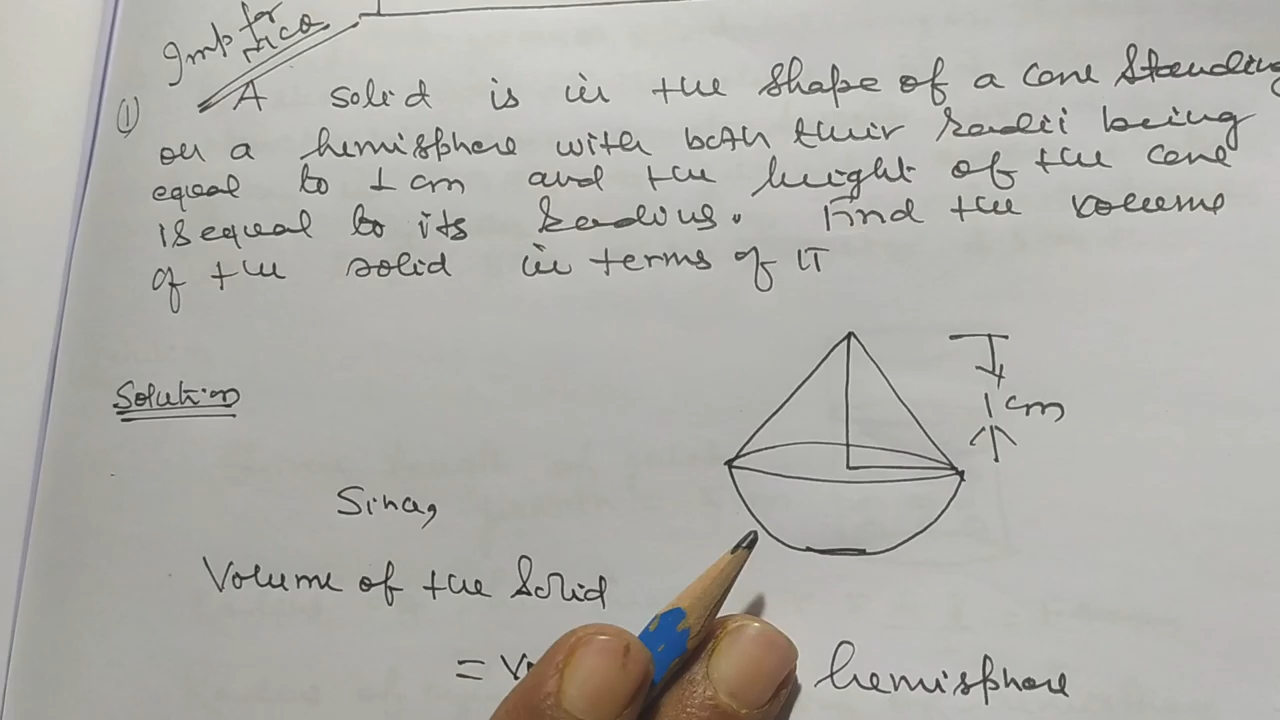 Imp for
① A solid is in the shape of a cone standing
on a hemisphere with both their radii being
equal to 1 cm and the height of the cone
is equal to its radius. Find the volume
of the solid in terms of π
1 cm
Solution
Since,
Volume of the Solid
= hemisphere